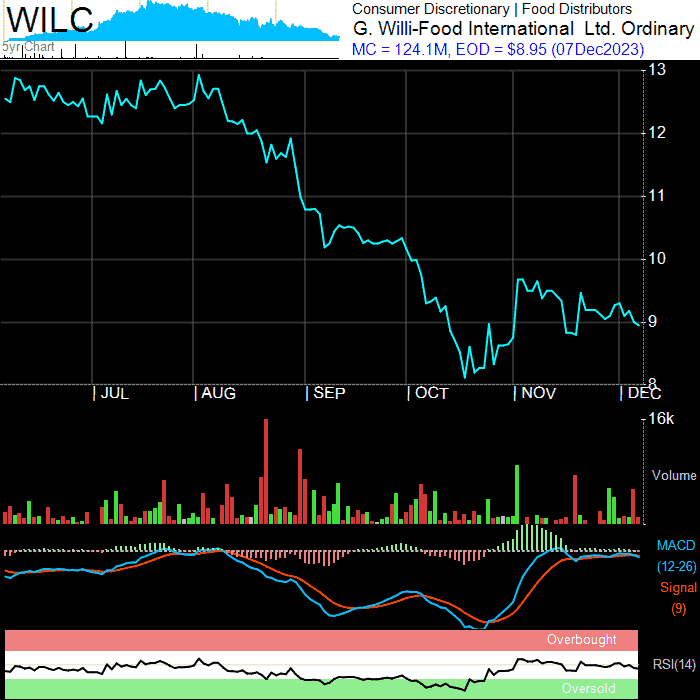 WILC
5yr Chart
Consumer Discretionary | Food Distributors
G. Willi-Food International Ltd. Ordinary
MC = 124.1M, EOD = $8.95 (07Dec2023)
13
12
11
10
9
8
JUL AUG SEP OCT NOV DEC
16k
Volume
MACD
(12-26)
Signal
(9)
Overbought
RSI(14)
Oversold